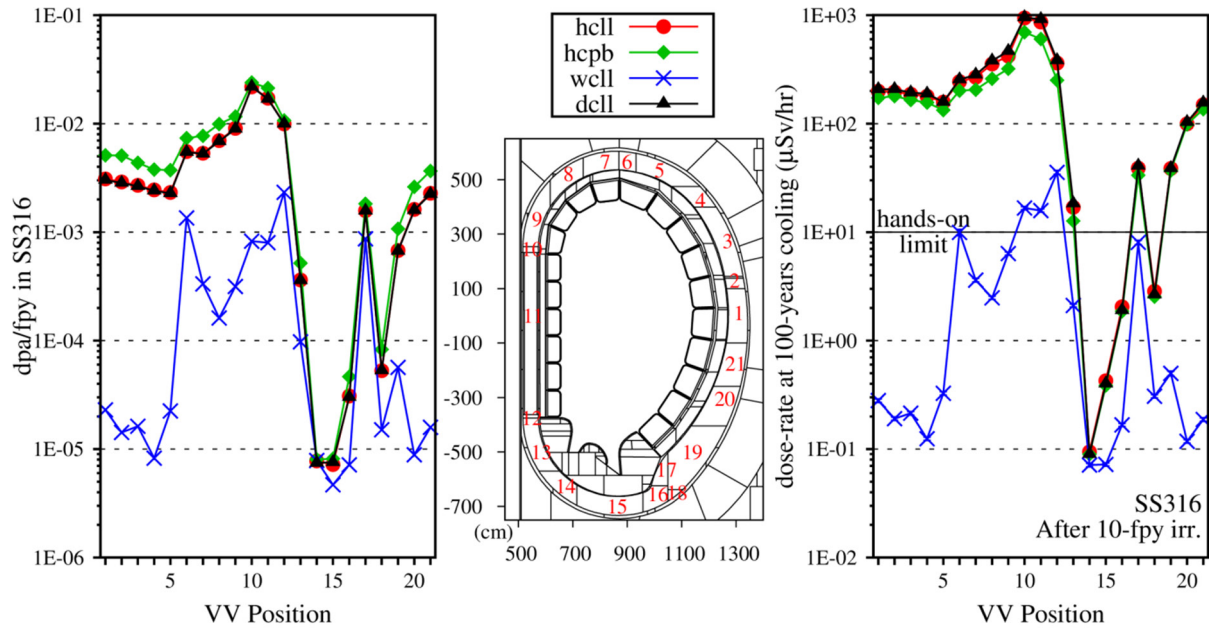 hcll
hcpb
wcll
dcll
dpa/fpy in SS316
1E-01
1E-02
1E-03
1E-04
1E-05
1E-06
5
10
15
20
VV Position
500
300
100
-100
-300
-500
-700
(cm)
500
700
900
1100
1300
7
6
5
8
4
9
3
10
2
11
1
21
20
12
13
19
17
14
16
18
15
dose-rate at 100-years cooling (μSv/hr)
1E+03
1E+02
1E+01
1E+00
1E-01
1E-02
hands-on
limit
SS316
After 10-fpy irr.
5
10
15
20
VV Position